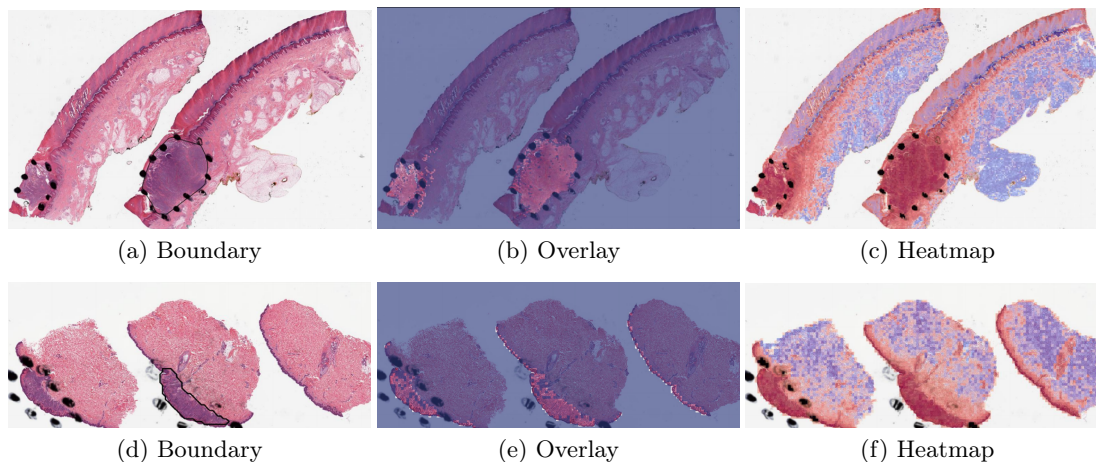 (a) Boundary
(b) Overlay
(c) Heatmap
(d) Boundary
(e) Overlay
(f) Heatmap